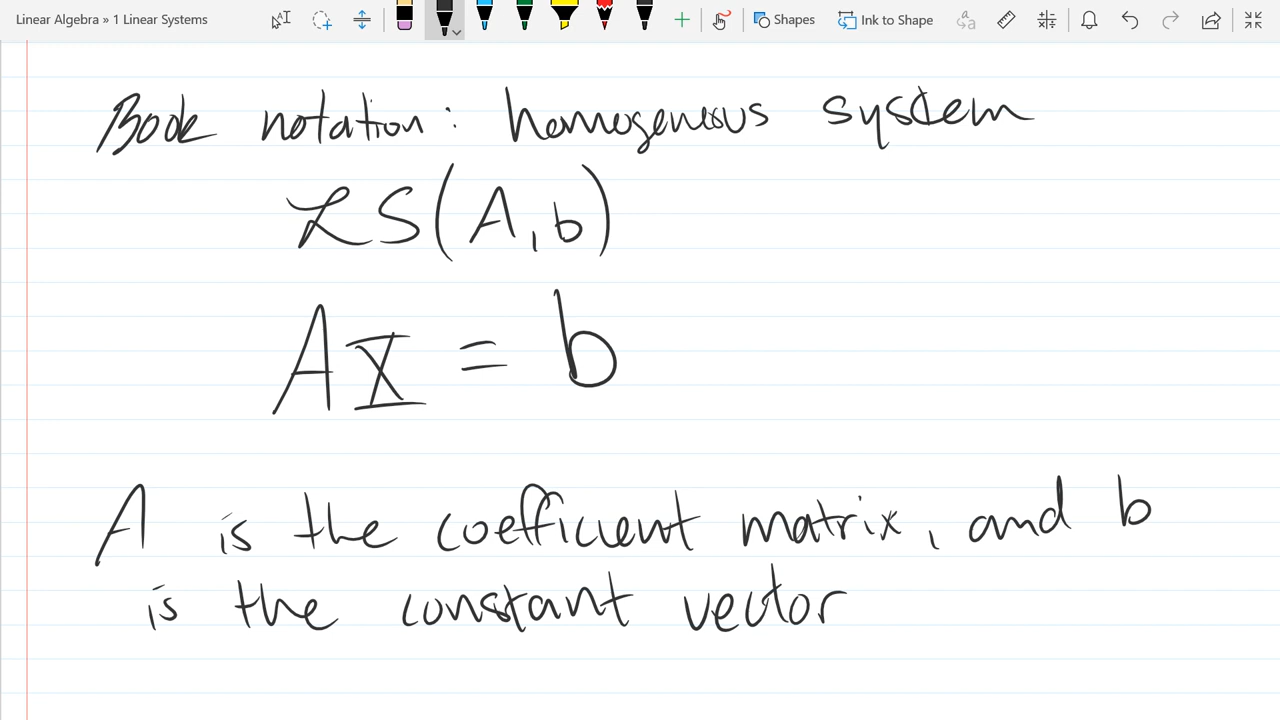 Linear Algebra » 1 Linear Systems
Shapes
Ink to Shape
Book notation: homogeneous system
LS(A, b)
AX = b
A is the coefficient matrix, and b
is the constant vector